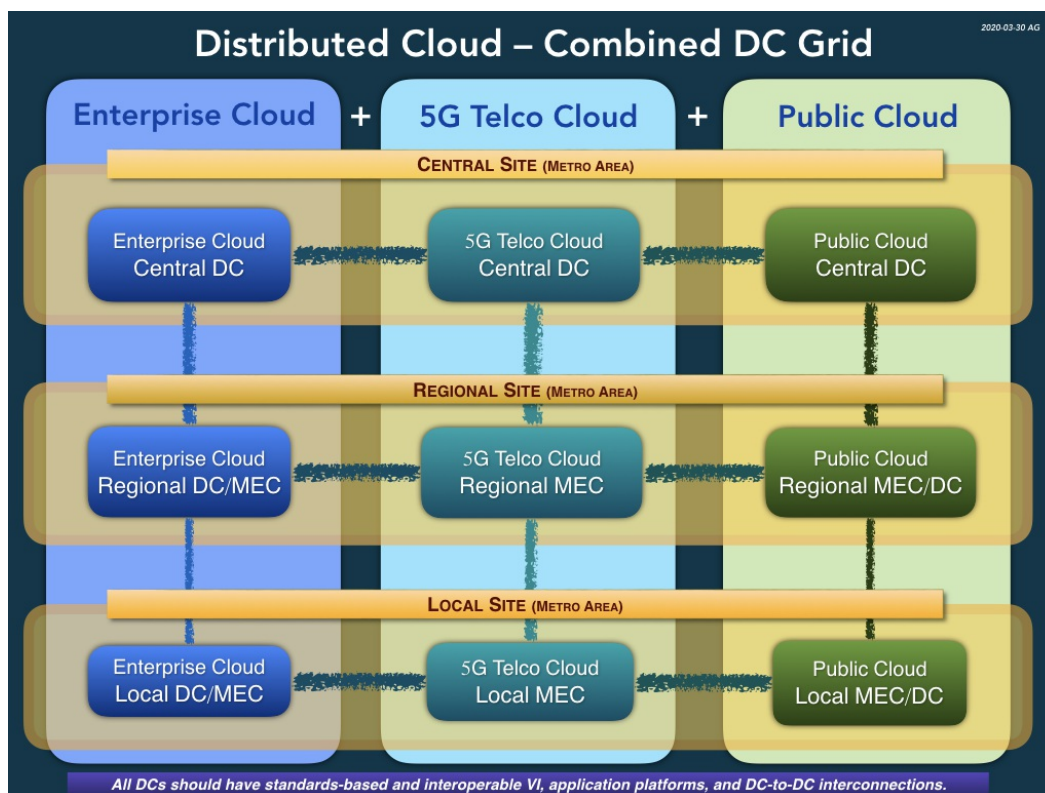 2020-03-30 AG
Distributed Cloud – Combined DC Grid
Enterprise Cloud + 5G Telco Cloud + Public Cloud
CENTRAL SITE (METRO AREA)
Enterprise Cloud
Central DC
5G Telco Cloud
Central DC
Public Cloud
Central DC
REGIONAL SITE (METRO AREA)
Enterprise Cloud
Regional DC/MEC
5G Telco Cloud
Regional MEC
Public Cloud
Regional MEC/DC
LOCAL SITE (METRO AREA)
Enterprise Cloud
Local DC/MEC
5G Telco Cloud
Local MEC
Public Cloud
Local MEC/DC
All DCs should have standards-based and interoperable VI, application platforms, and DC-to-DC interconnections.